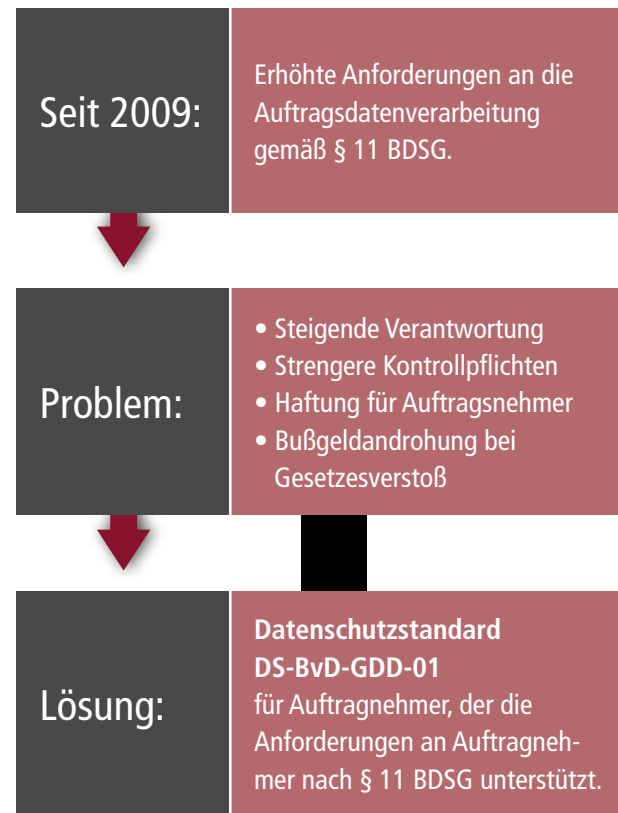 Seit 2009:
Erhöhte Anforderungen an die
Auftragsdatenverarbeitung
gemäß § 11 BDSG.
Problem:
• Steigende Verantwortung
• Strengere Kontrollpflichten
• Haftung für Auftragsnehmer
• Bußgeldandrohung bei
Gesetzesverstoß
Lösung:
Datenschutzstandard
DS-BvD-GDD-01
für Auftragnehmer, der die
Anforderungen an Auftragneh-
mer nach § 11 BDSG unterstützt.